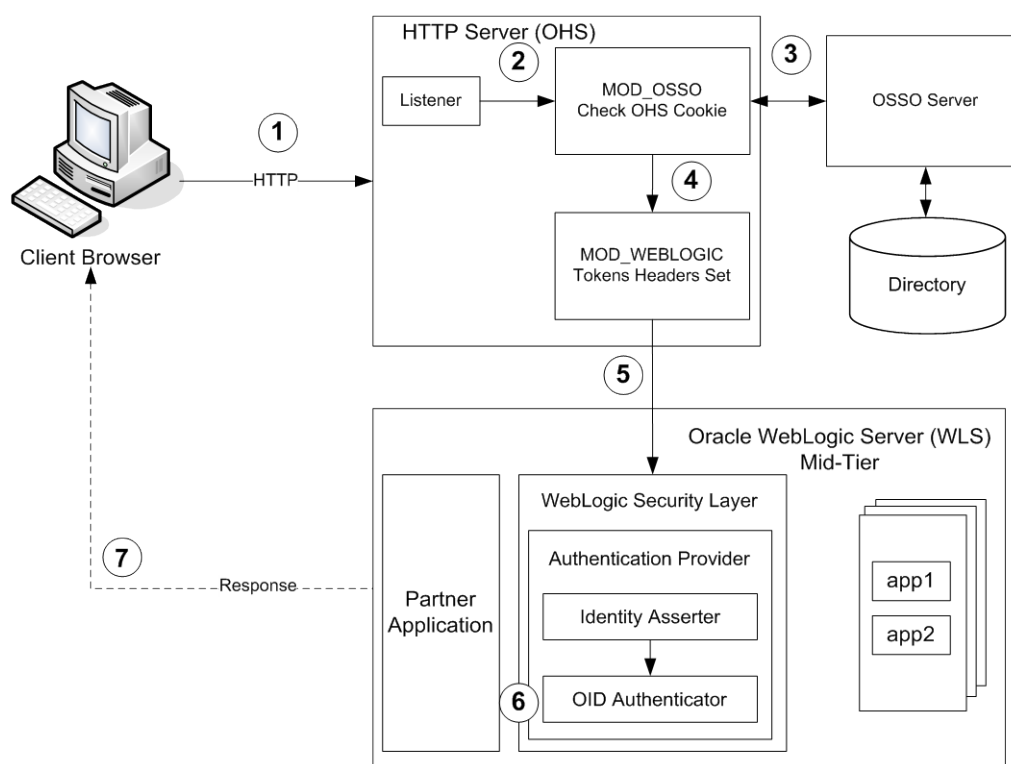 HTTP Server (OHS)
2
3
Listener
MOD_OSSO
Check OHS Cookie
OSSO Server
1
HTTP
4
Client Browser
MOD_WEBLOGIC
Tokens Headers Set
Directory
5
Oracle WebLogic Server (WLS)
Mid-Tier
WebLogic Security Layer
7
Response
Authentication Provider
Partner
Application
Identity Asserter
app1
app2
6
OID Authenticator